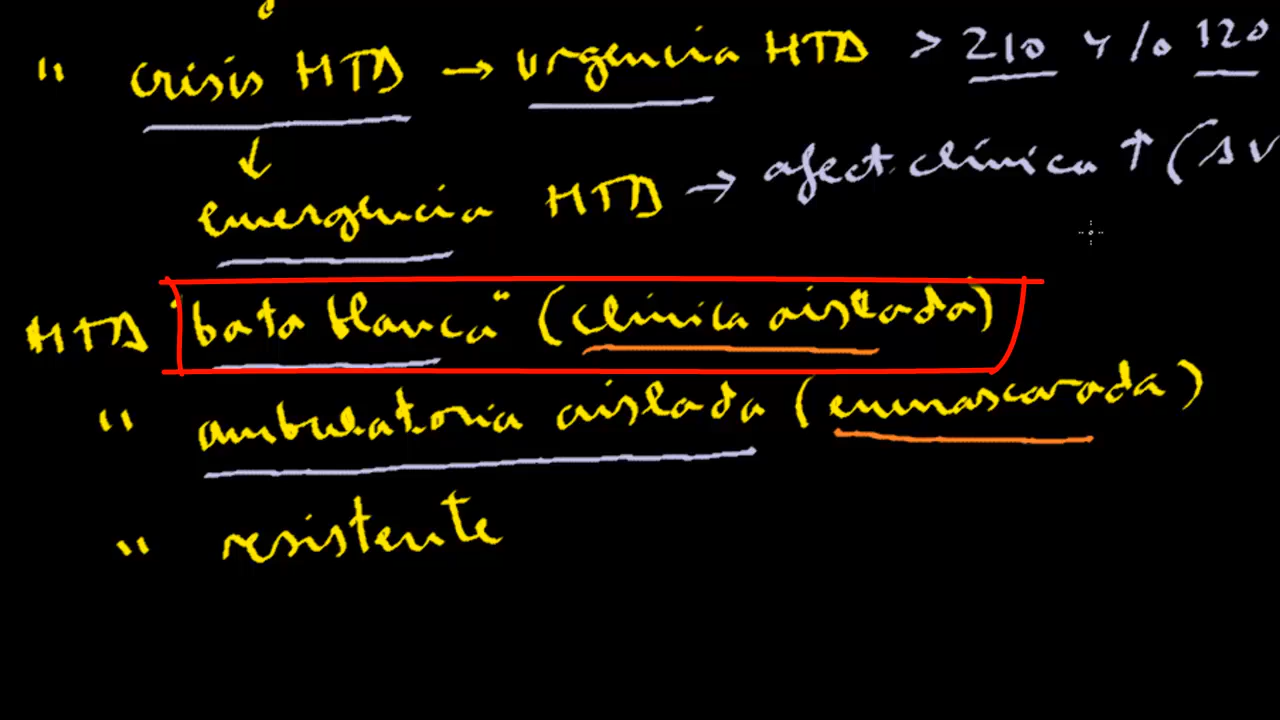 " crisis HTA → urgencia HTA > 210 y/o 120
↓
emergencia HTA → afect. clínica ↑ (
HTA "bata blanca" (clínica aislada)
" ambulatoria aislada (enmascarada)
" resistente